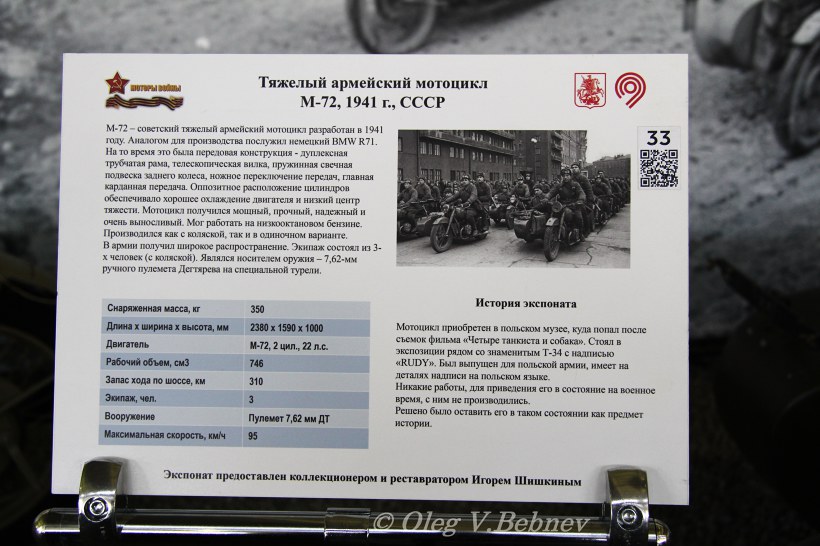 МОТОРЫ ВОЙНЫ
Тяжелый армейский мотоцикл
М-72, 1941 г., СССР
33
М-72 – советский тяжелый армейский мотоцикл разработан в 1941
году. Аналогом для производства послужил немецкий BMW R71.
На то время это была передовая конструкция - дуплексная
трубчатая рама, телескопическая вилка, пружинная свечная
подвеска заднего колеса, ножное переключение передач, главная
карданная передача. Оппозитное расположение цилиндров
обеспечивало хорошее охлаждение двигателя и низкий центр
тяжести. Мотоцикл получился мощный, прочный, надежный и
очень выносливый. Мог работать на низкооктановом бензине.
Производился как с коляской, так и в одиночном варианте.
В армии получил широкое распространение. Экипаж состоял из 3-
х человек (с коляской). Являлся носителем оружия – 7,62-мм
ручного пулемета Дегтярева на специальной турели.
Снаряженная масса, кг 350
Длина х ширина х высота, мм 2380 х 1590 х 1000
Двигатель М-72, 2 цил., 22 л.с.
Рабочий объем, см3 746
Запас хода по шоссе, км 310
Экипаж, чел. 3
Вооружение Пулемет 7,62 мм ДТ
Максимальная скорость, км/ч 95
История экспоната
Мотоцикл приобретен в польском музее, куда попал после
съемок фильма «Четыре танкиста и собака». Стоял в
экспозиции рядом со знаменитым Т-34 с надписью
«RUDY». Был выпущен для польской армии, имеет на
деталях надписи на польском языке.
Никакие работы, для приведения его в состояние на военное
время, с ним не производились.
Решено было оставить его в таком состоянии как предмет
истории.
Экспонат предоставлен коллекционером и реставратором Игорем Шишкиным
© Oleg V.Bebnev